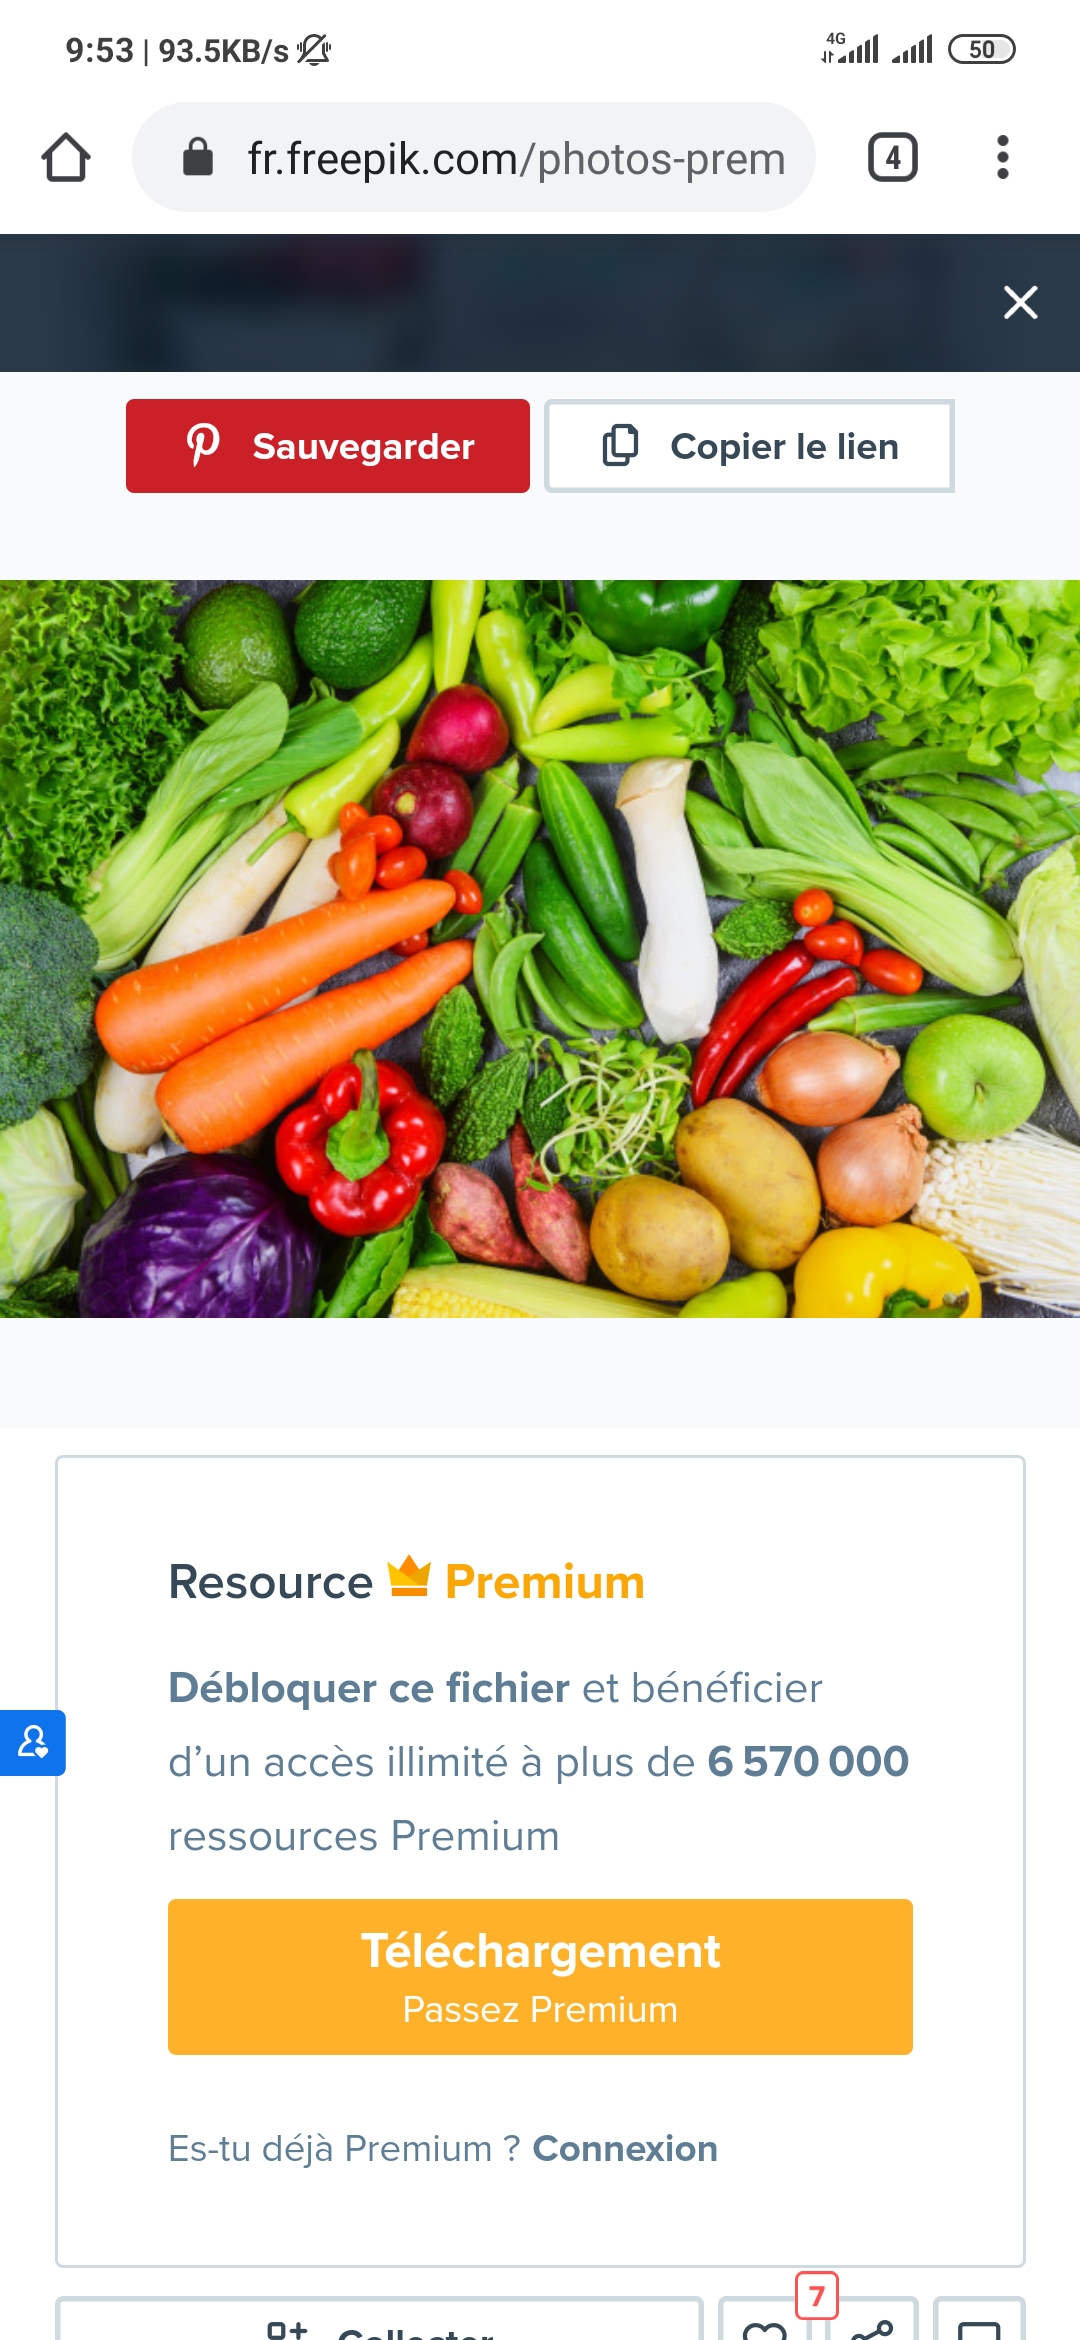 9:53 | 93.5KB/s
4G
50
fr.freepik.com/photos-prem
4
Sauvegarder
Copier le lien
Resource Premium
Débloquer ce fichier et bénéficier
d'un accès illimité à plus de 6 570 000
ressources Premium
Téléchargement
Passez Premium
Es-tu déjà Premium ? Connexion
7
Collecter